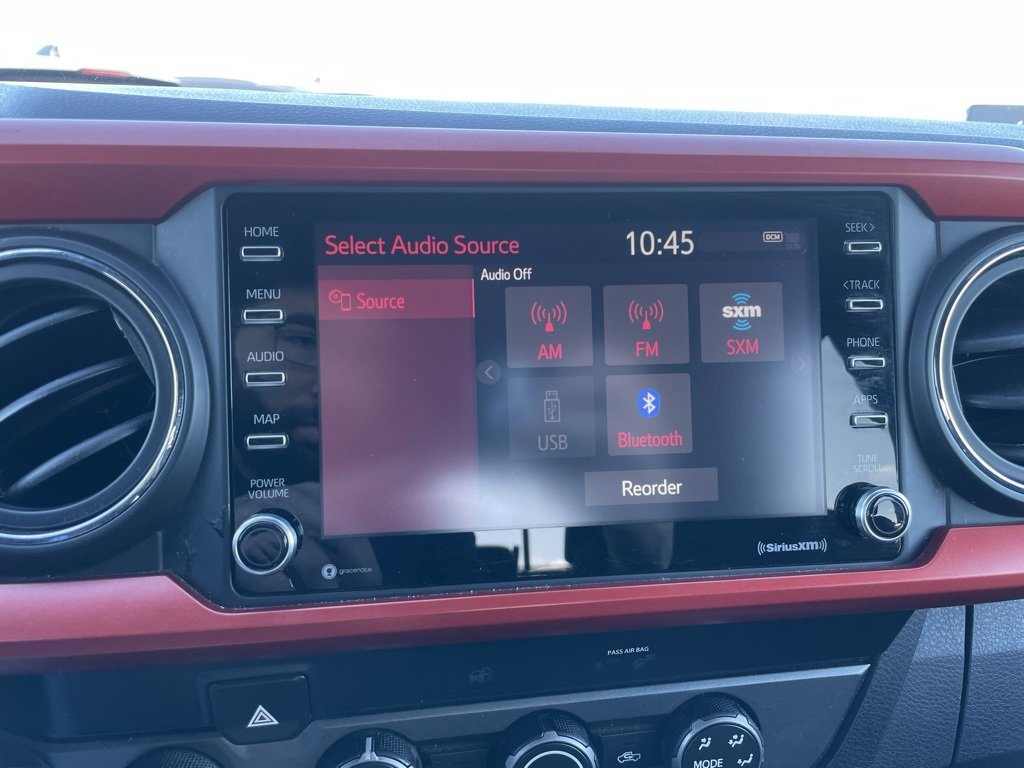 HOME
MENU
AUDIO
MAP
POWER
VOLUME
Select Audio Source
10:45
DCM
Audio Off
Source
AM
FM
sxm
SXM
USB
Bluetooth
Reorder
SEEK>
<TRACK
PHONE
APPS
TUNE
SCROLL
gracenote
((SiriusXM))
PASS AIR BAG
MODE